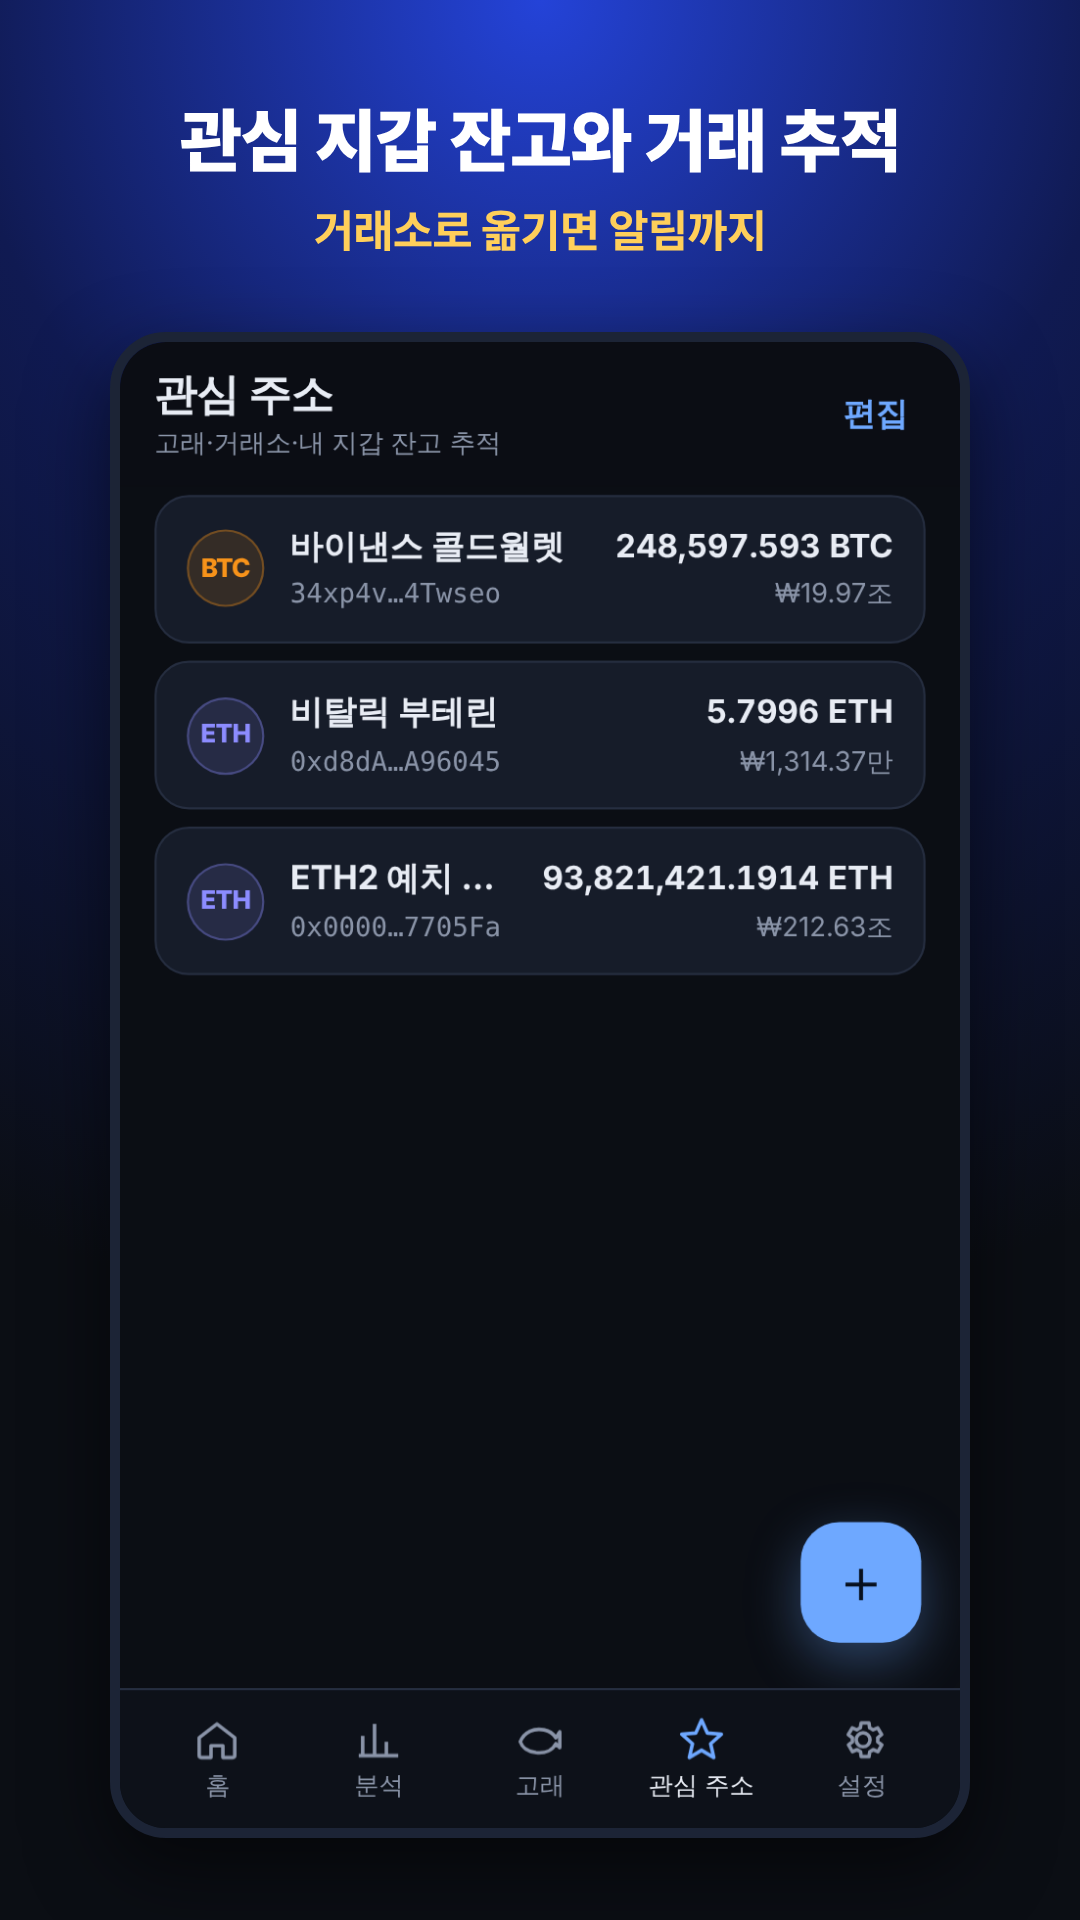 관심 지갑 잔고와 거래 추적
거래소로 옮기면 알림까지
관심 주소
고래·거래소·내 지갑 잔고 추적
편집
BTC
바이낸스 콜드월렛
248,597.593 BTC
34xp4v…4Twseo
₩19.97조
ETH
비탈릭 부테린
5.7996 ETH
0xd8dA…A96045
₩1,314.37만
ETH
ETH2 예치 …
93,821,421.1914 ETH
0x0000…7705Fa
₩212.63조
홈
분석
고래
관심 주소
설정